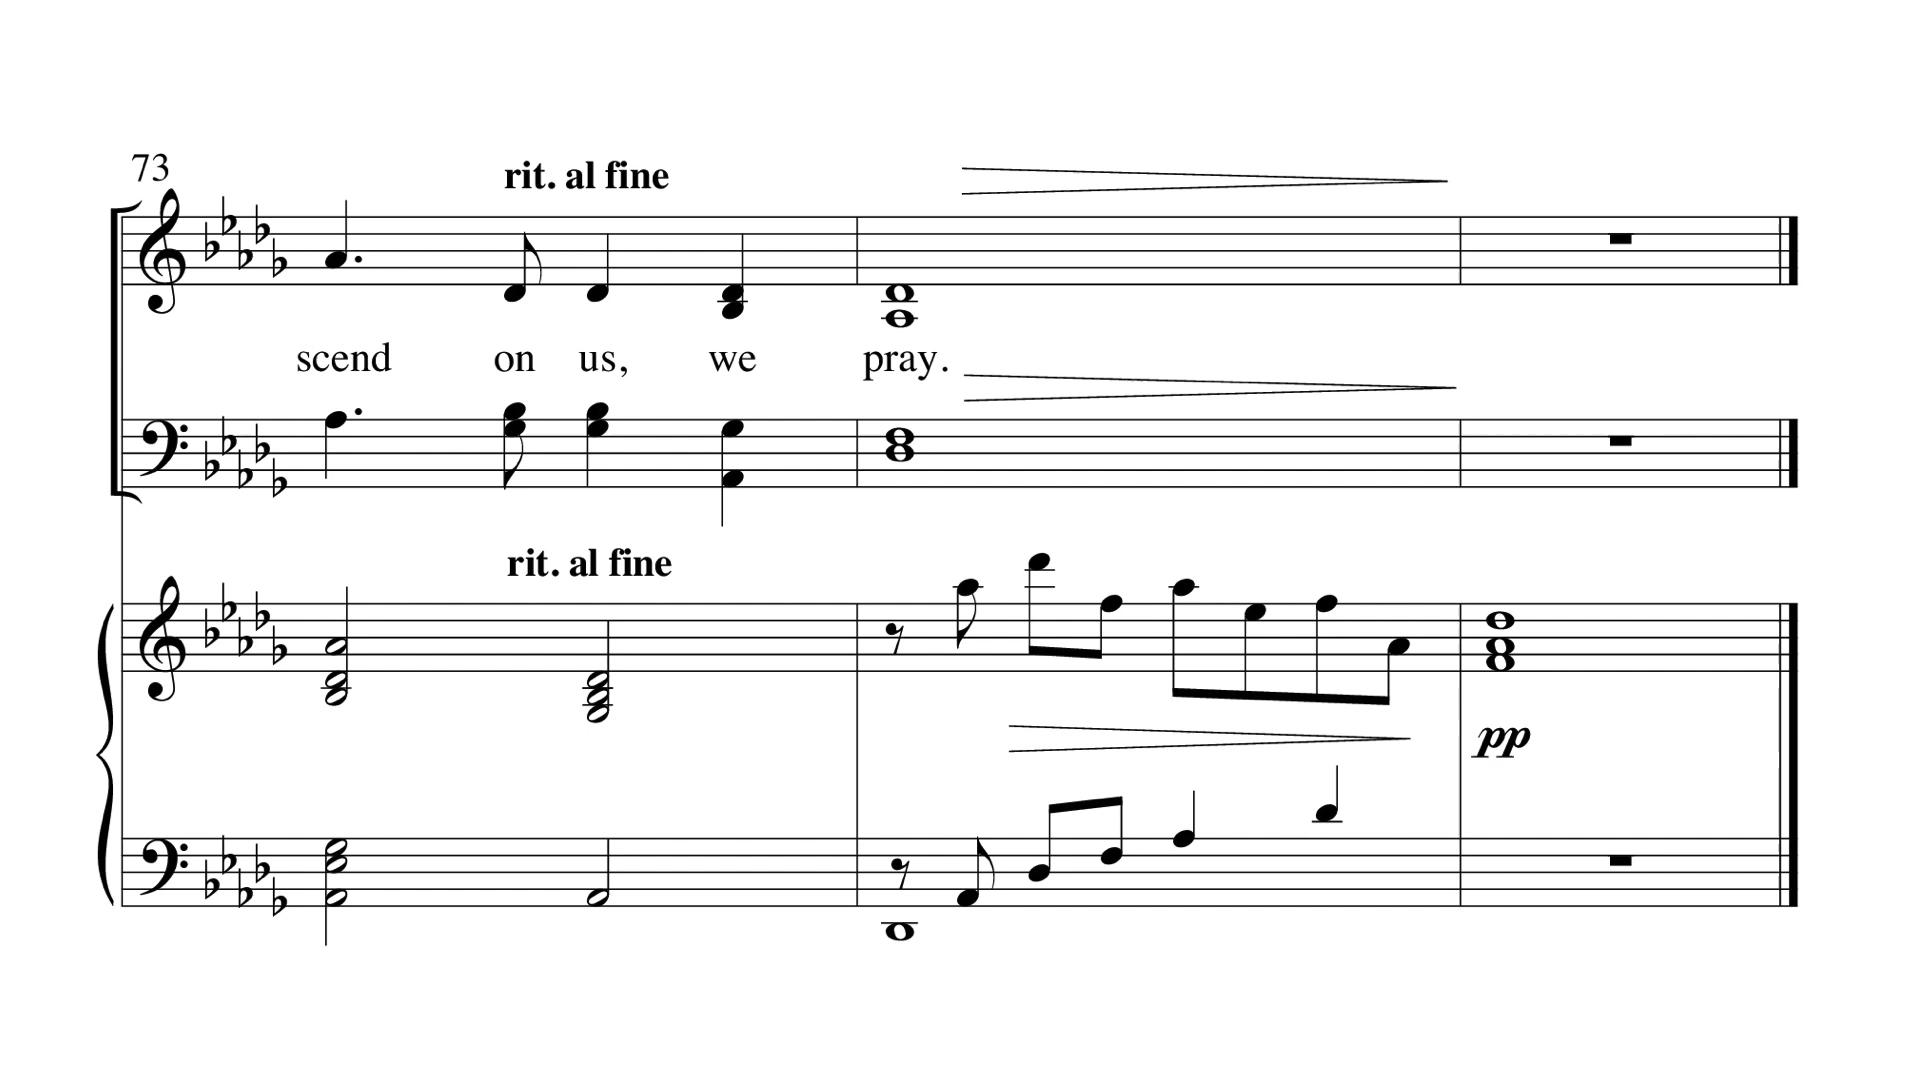 73
rit. al fine
scend on us, we pray.
rit. al fine
pp